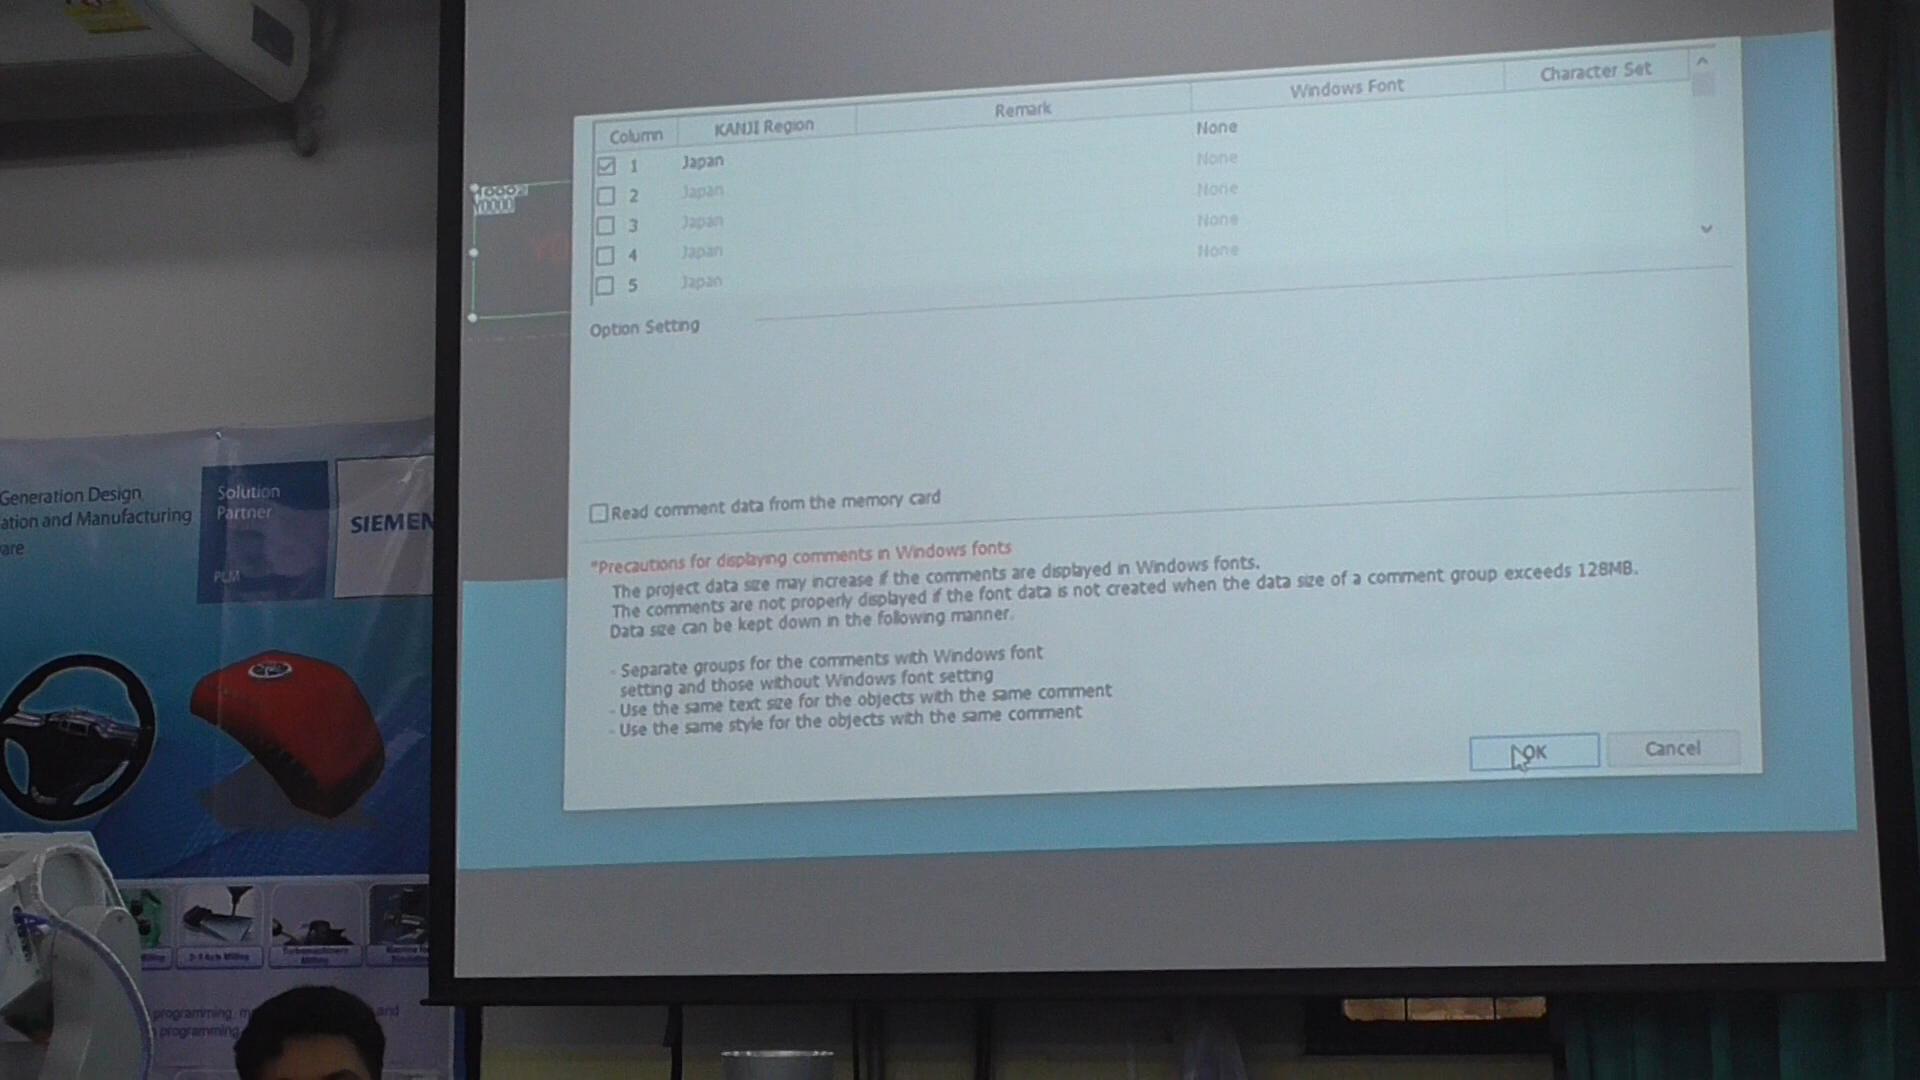 Column KANJI Region Remark Windows Font Character Set
1 Japan None
2 Japan None
3 Japan None
4 Japan None
5 Japan None
Y0000
Option Setting
Read comment data from the memory card
*Precautions for displaying comments in Windows fonts
The project data size may increase if the comments are displayed in Windows fonts.
The comments are not properly displayed if the font data is not created when the data size of a comment group exceeds 128MB.
Data size can be kept down in the following manner.
- Separate groups for the comments with Windows font
setting and those without Windows font setting
- Use the same text size for the objects with the same comment
- Use the same style for the objects with the same comment
OK Cancel
Generation Design,
ation and Manufacturing
are
Solution
Partner
PLM
SIEMEN
programming, m
and
programming